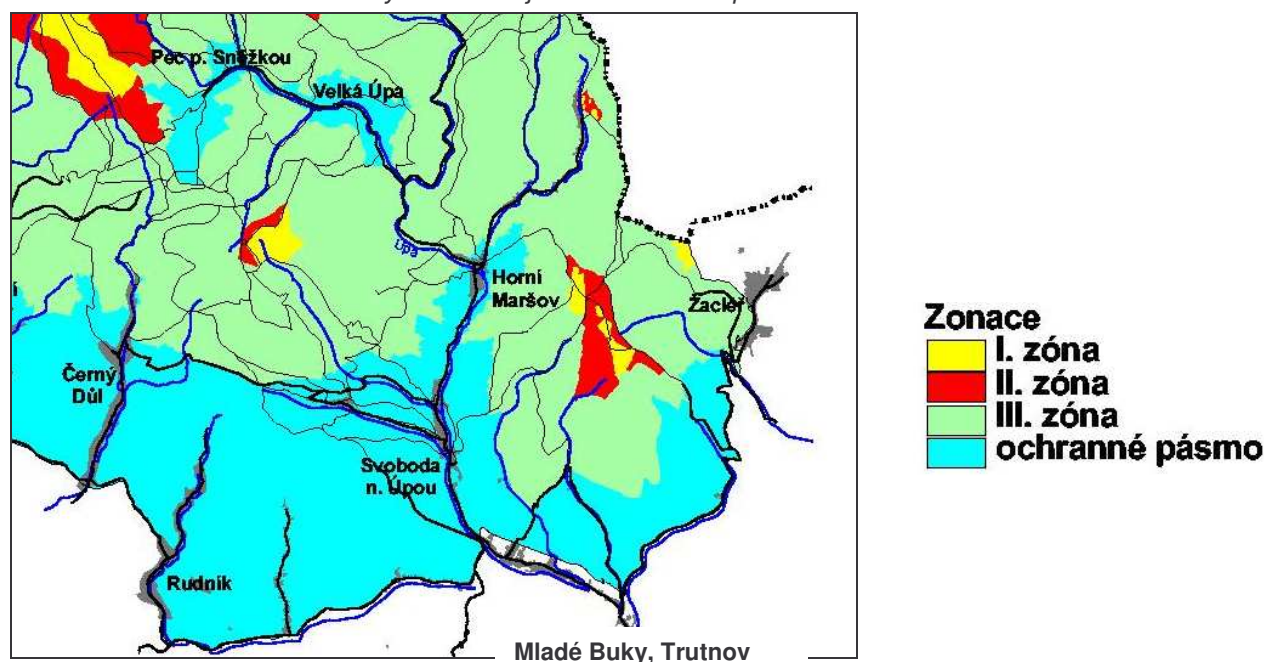 Pec p. Sněžkou
Velká Úpa
Úpa
Horní
Maršov
Žacléř
í
Černý
Důl
Svoboda
n. Úpou
Rudník
Mladé Buky, Trutnov
Zonace
I. zóna
II. zóna
III. zóna
ochranné pásmo